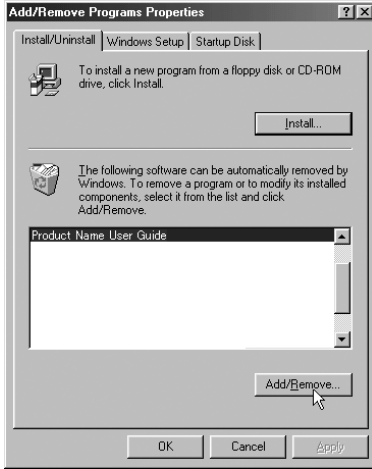 Add/Remove Programs Properties
Install/Uninstall Windows Setup Startup Disk
To install a new program from a floppy disk or CD-ROM
drive, click Install.
Install...
The following software can be automatically removed by
Windows. To remove a program or to modify its installed
components, select it from the list and click
Add/Remove.
Product Name User Guide
Add/Remove...
OK Cancel Apply